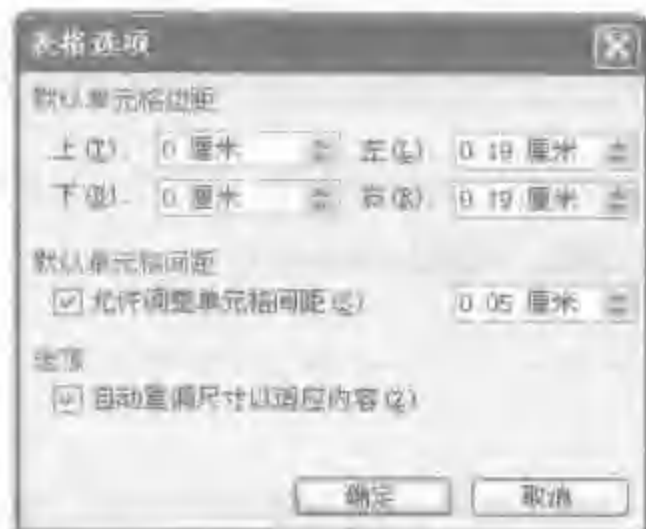 表格选项
默认单元格边距
上(T): 0 厘米 左(L): 0.19 厘米
下(B): 0 厘米 右(R): 0.19 厘米
默认单元格间距
允许调整单元格间距(S) 0.05 厘米
选项
自动重调尺寸以适应内容(Z)
确定 取消